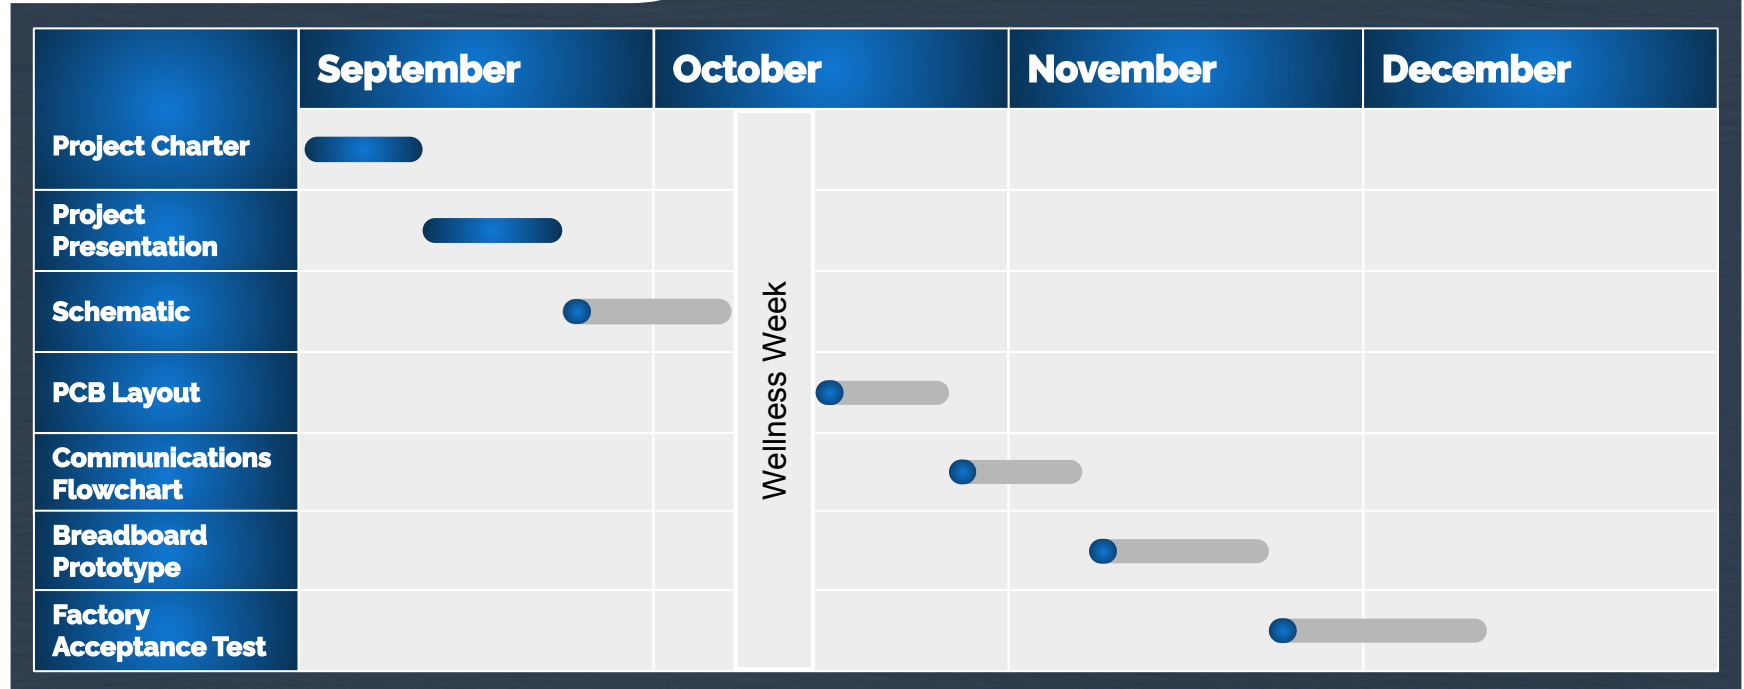 September
October
November
December
Project Charter
Project
Presentation
Schematic
PCB Layout
Communications
Flowchart
Breadboard
Prototype
Factory
Acceptance Test
Wellness Week